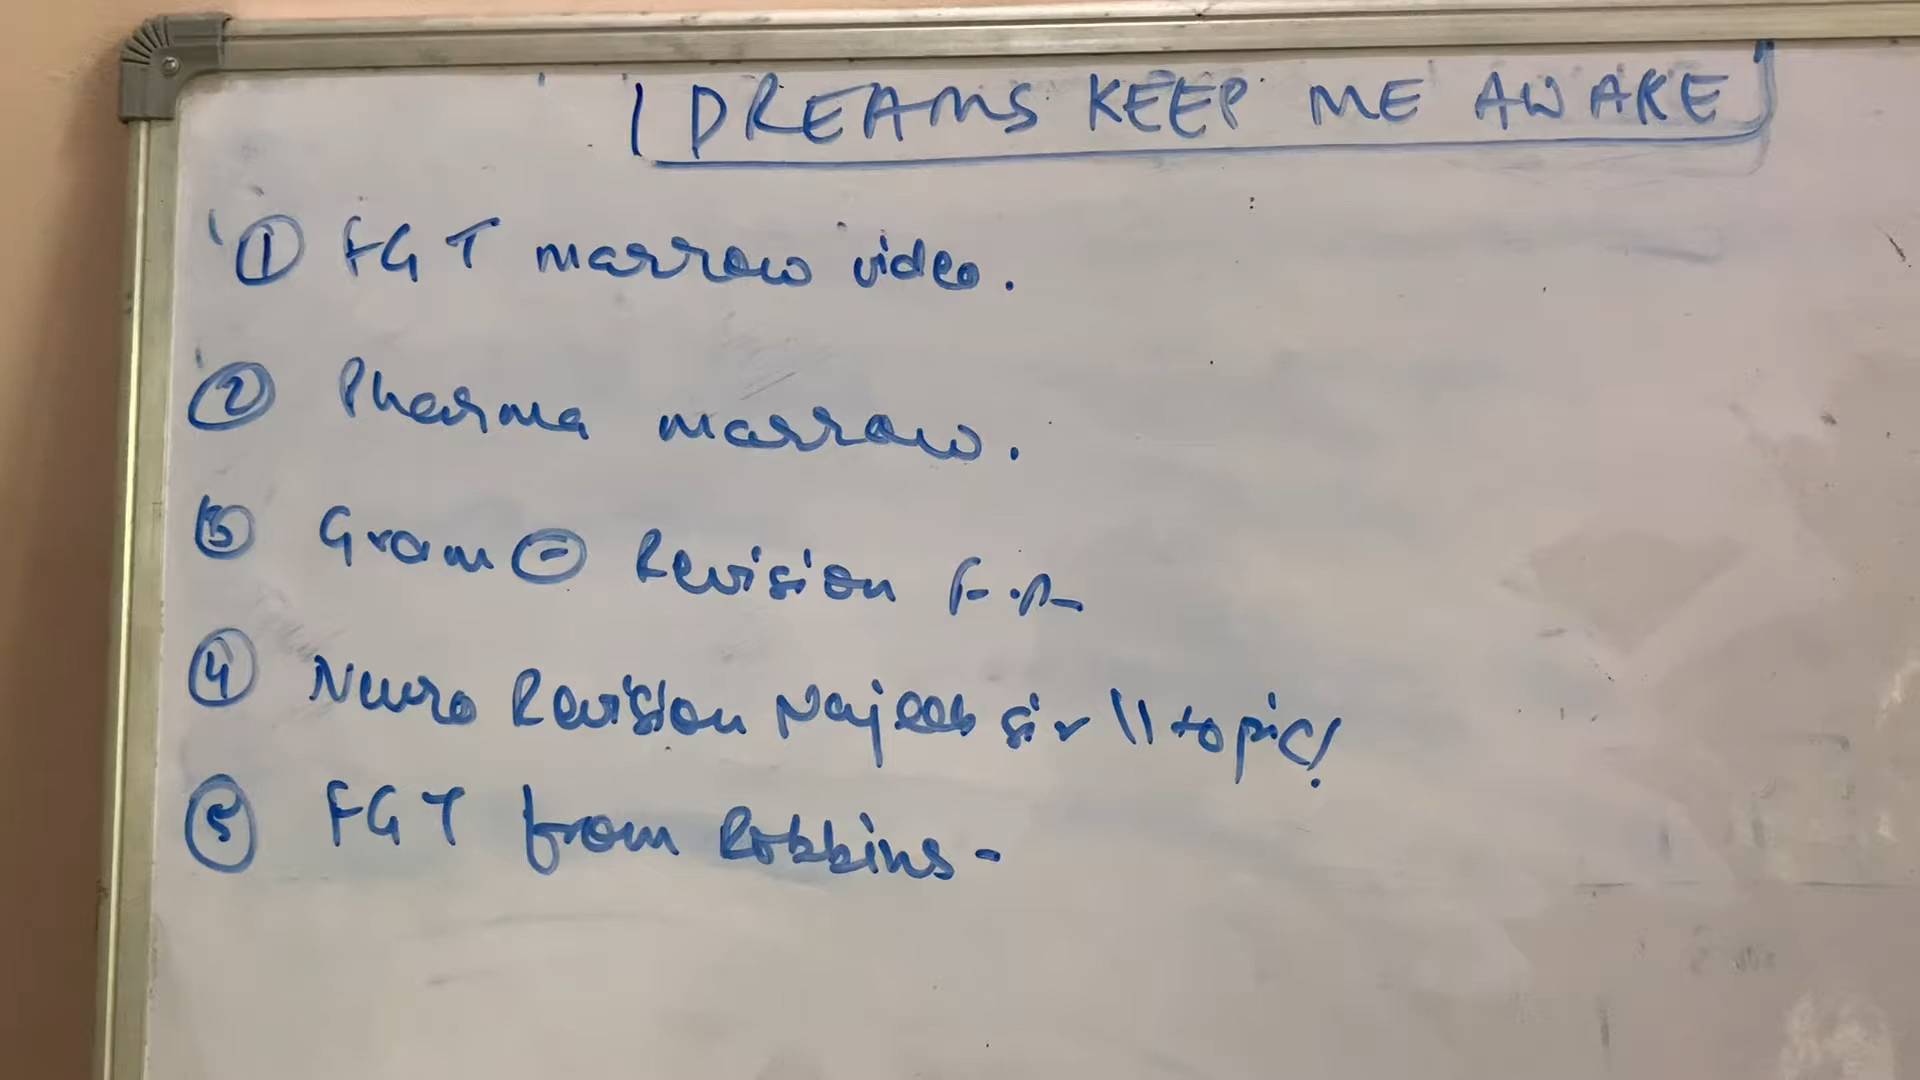 DREAMS KEEP ME AWAKE
① FGT marrow video.
② Pharma marrow.
③ Gram ⊖ Revision F.A
④ Neuro Revision Najeeb sir 11 topic!
⑤ FGT from Robbins -